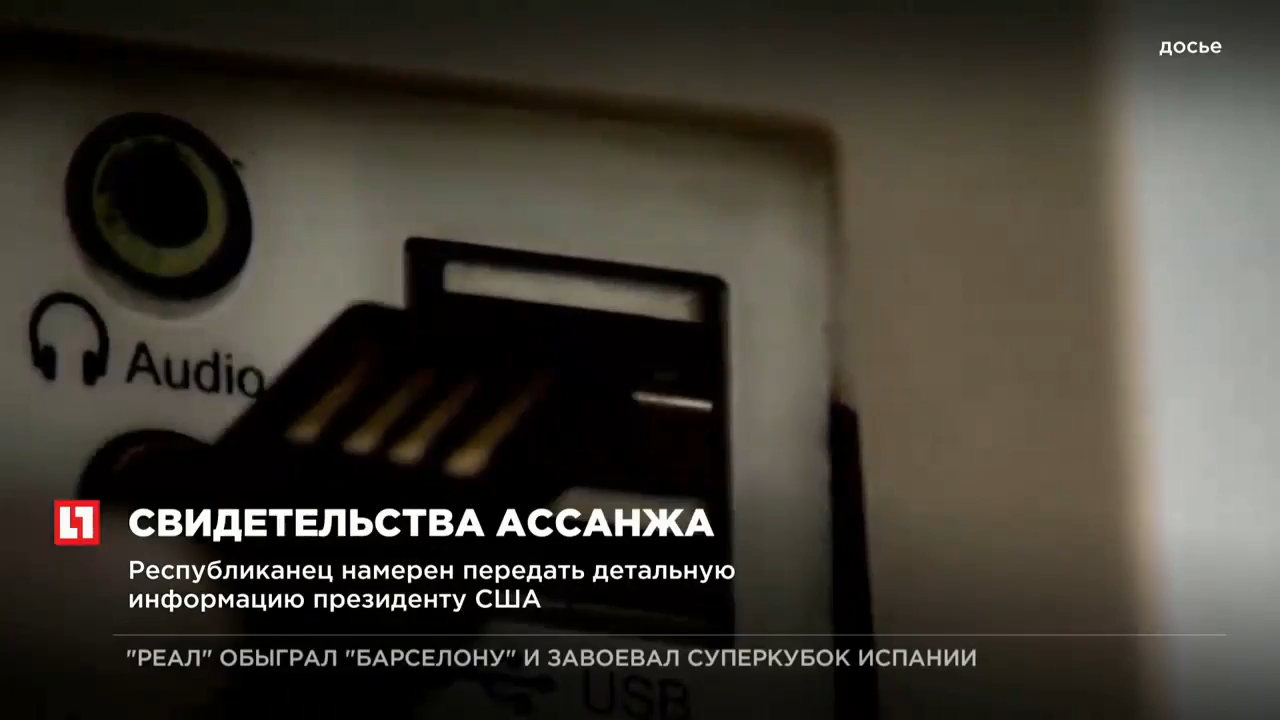 досье
Audio
СВИДЕТЕЛЬСТВА АССАНЖА
Республиканец намерен передать детальную
информацию президенту США
"РЕАЛ" ОБЫГРАЛ "БАРСЕЛОНУ" И ЗАВОЕВАЛ СУПЕРКУБОК ИСПАНИИ
USB